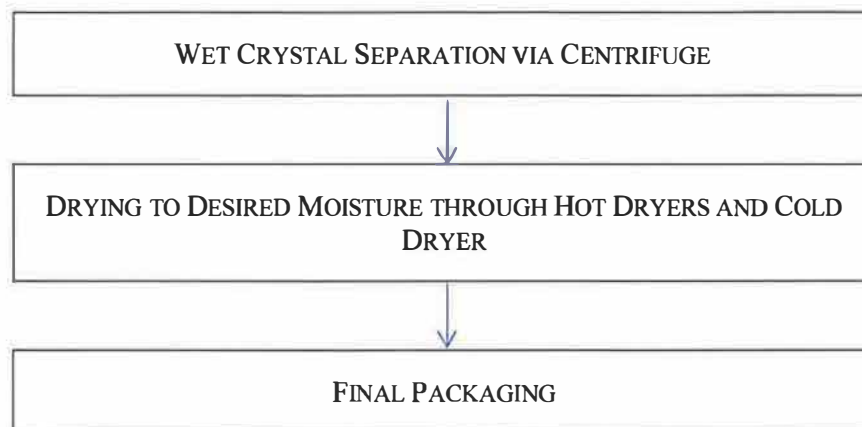 WET CRYSTAL SEPARATION VIA CENTRIFUGE
DRYING TO DESIRED MOISTURE THROUGH HOT DRYERS AND COLD
DRYER
FINAL PACKAGING